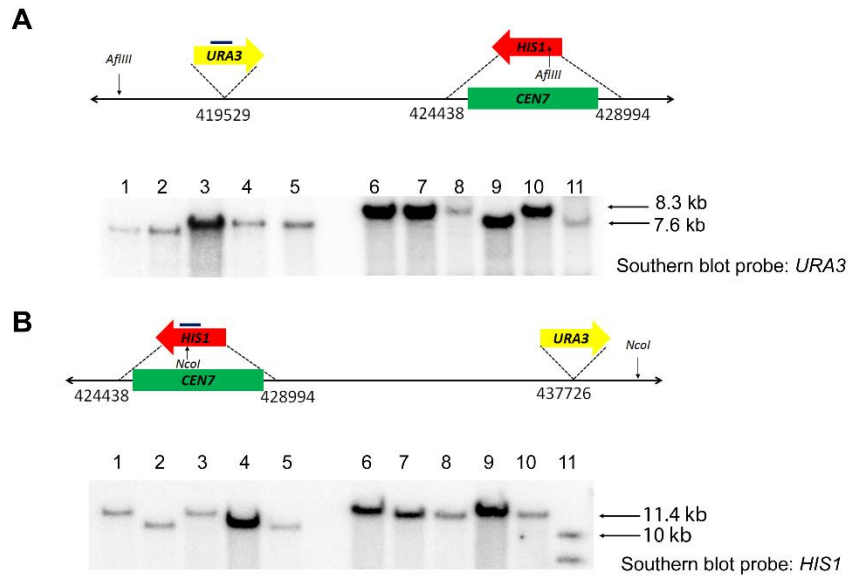 A
AflIII
URA3
HIS1
AflIII
CEN7
419529
424438
428994
1 2 3 4 5 6 7 8 9 10 11
8.3 kb
7.6 kb
Southern blot probe: URA3
B
HIS1
NcoI
CEN7
URA3
NcoI
424438
428994
437726
1 2 3 4 5 6 7 8 9 10 11
11.4 kb
10 kb
Southern blot probe: HIS1